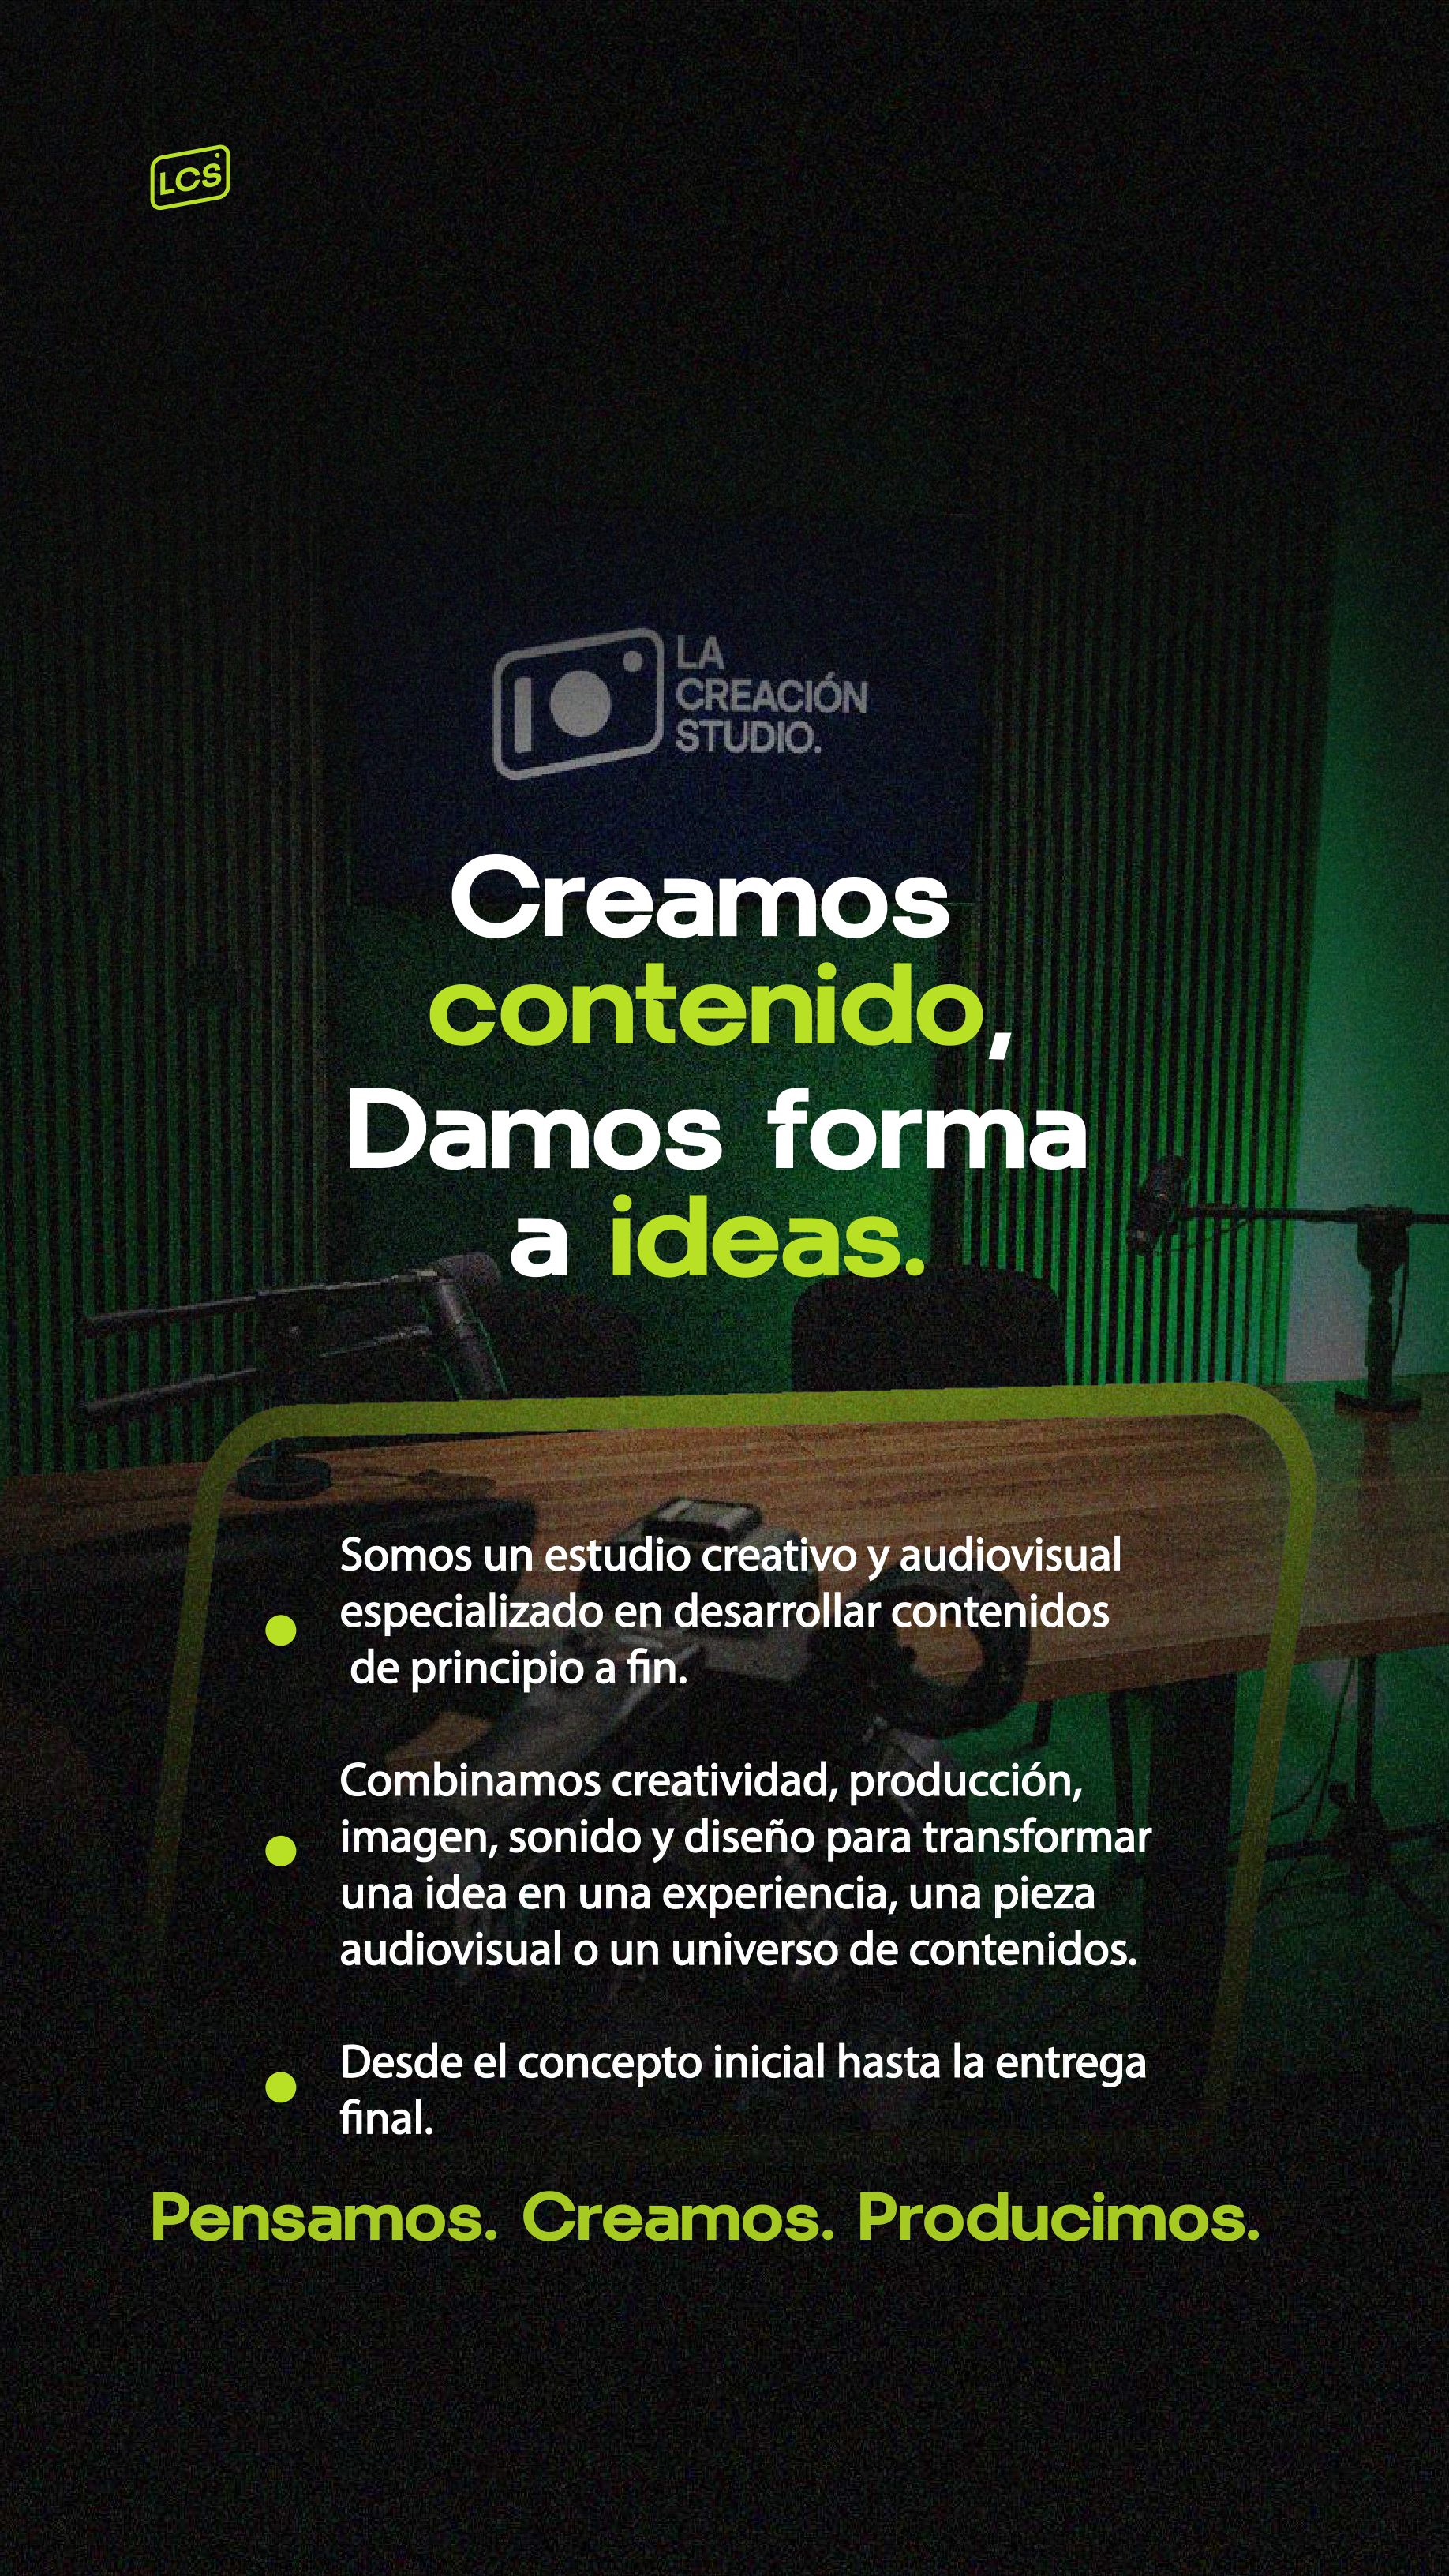 LCS
LA
CREACIÓN
STUDIO.
Creamos
contenido,
Damos forma
a ideas.
Somos un estudio creativo y audiovisual
especializado en desarrollar contenidos
de principio a fin.
Combinamos creatividad, producción,
imagen, sonido y diseño para transformar
una idea en una experiencia, una pieza
audiovisual o un universo de contenidos.
Desde el concepto inicial hasta la entrega
final.
Pensamos. Creamos. Producimos.